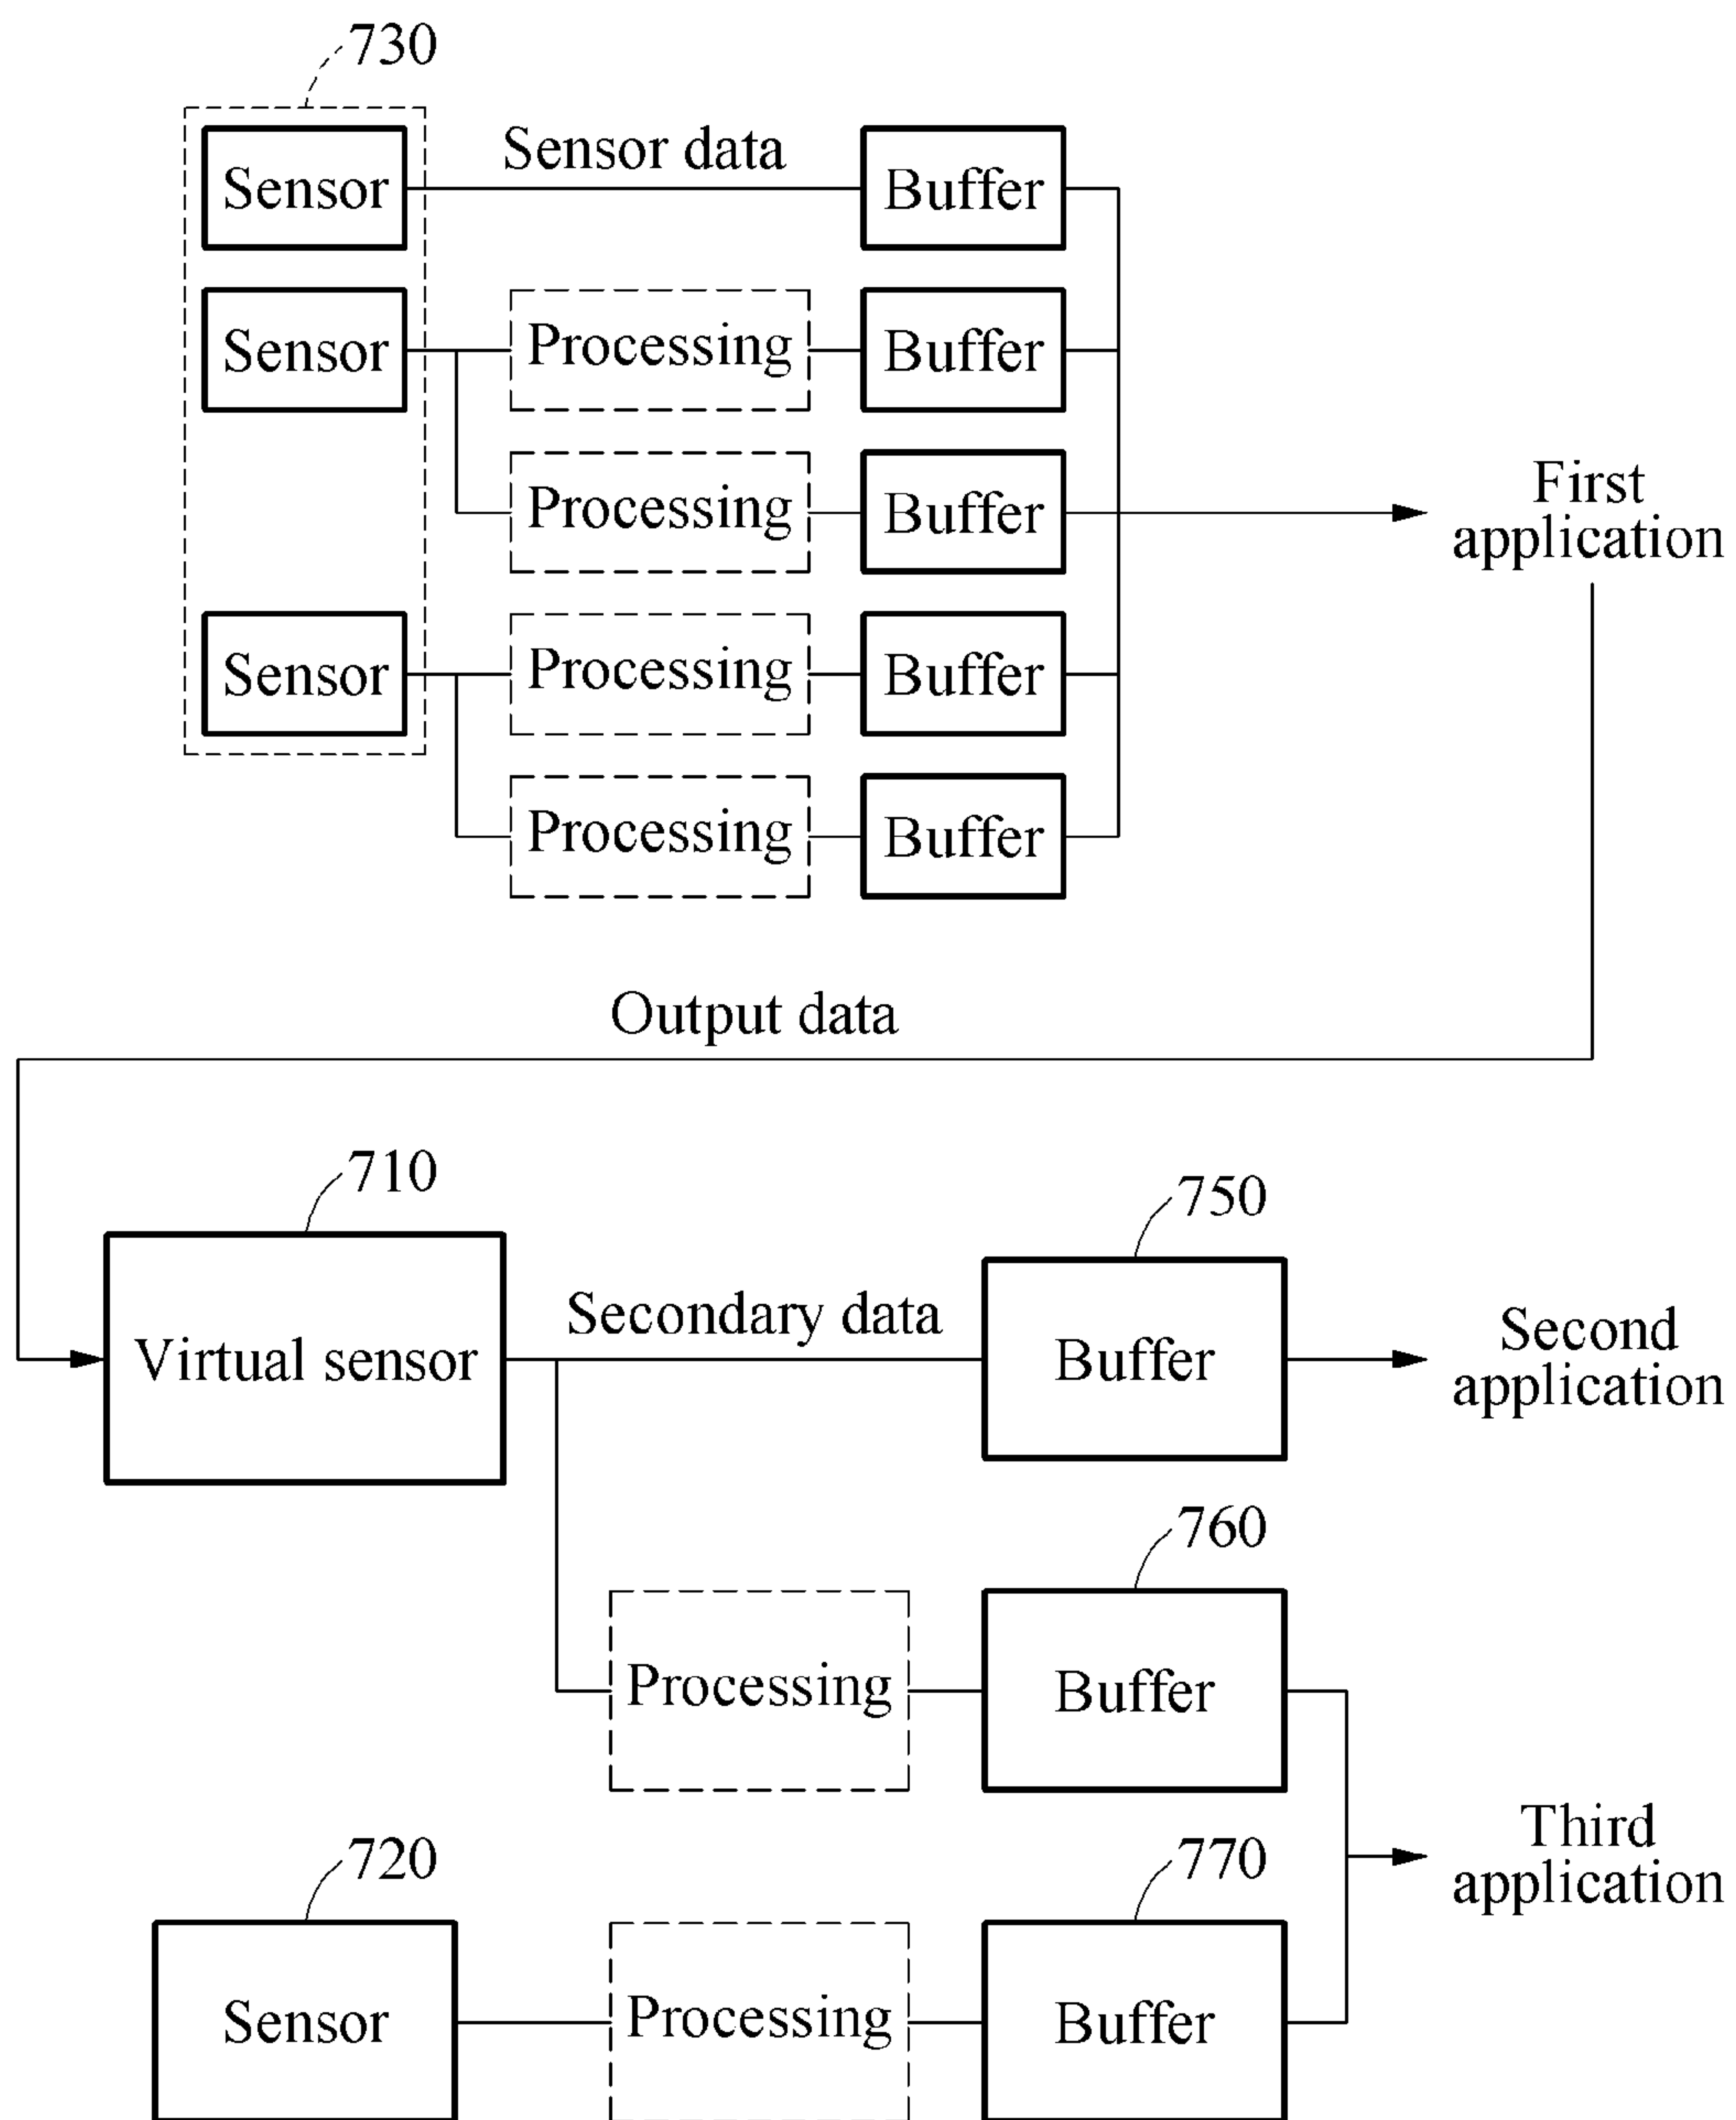 730
Sensor
Sensor data
Buffer
Sensor
Processing
Buffer
Processing
Buffer
First
application
Sensor
Processing
Buffer
Processing
Buffer
Output data
710
750
Virtual sensor
Secondary data
Buffer
Second
application
760
Processing
Buffer
Third
application
720
770
Sensor
Processing
Buffer